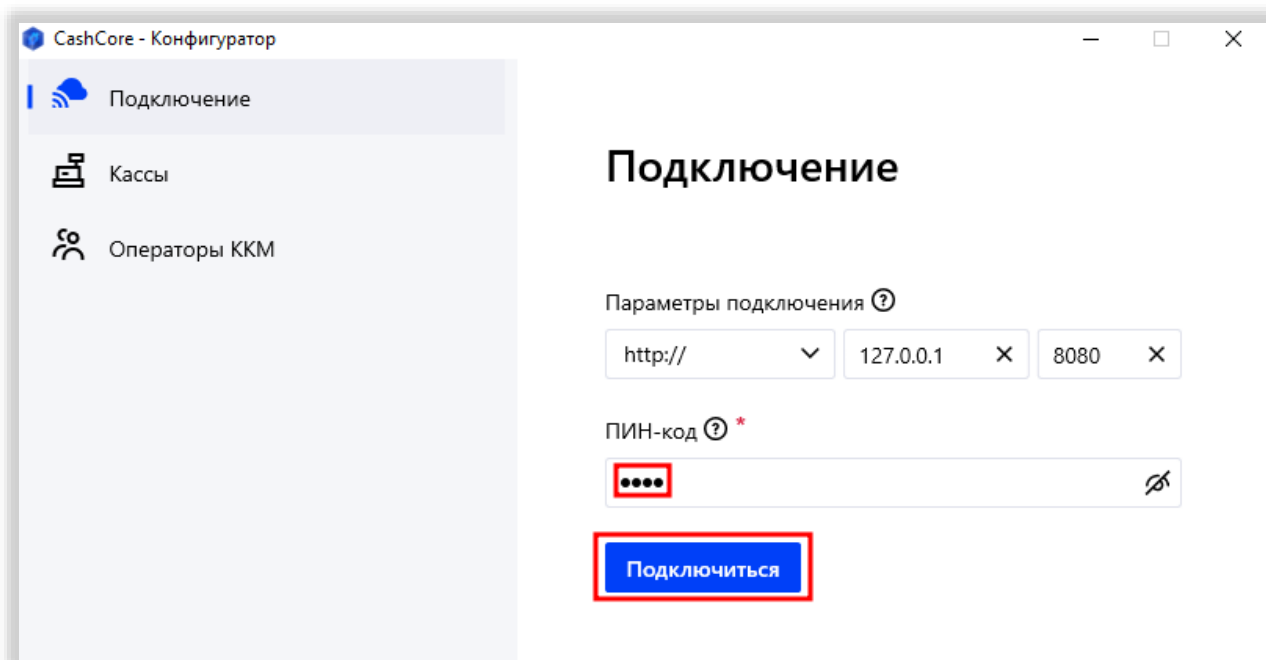 CashCore - Конфигуратор
Подключение
Кассы
Операторы ККМ
Подключение
Параметры подключения
http://
127.0.0.1
8080
ПИН-код *
••••
Подключиться